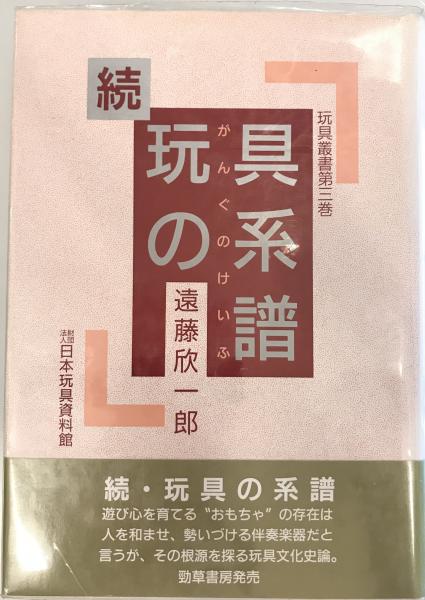 続
玩具の系譜
がんぐのけいふ
玩具叢書第三巻
遠藤欣一郎
財団法人日本玩具資料館
続・玩具の系譜
遊び心を育てる〝おもちゃ〟の存在は
人を和ませ、勢いづける伴奏楽器だと
言うが、その根源を探る玩具文化史論。
勁草書房発売